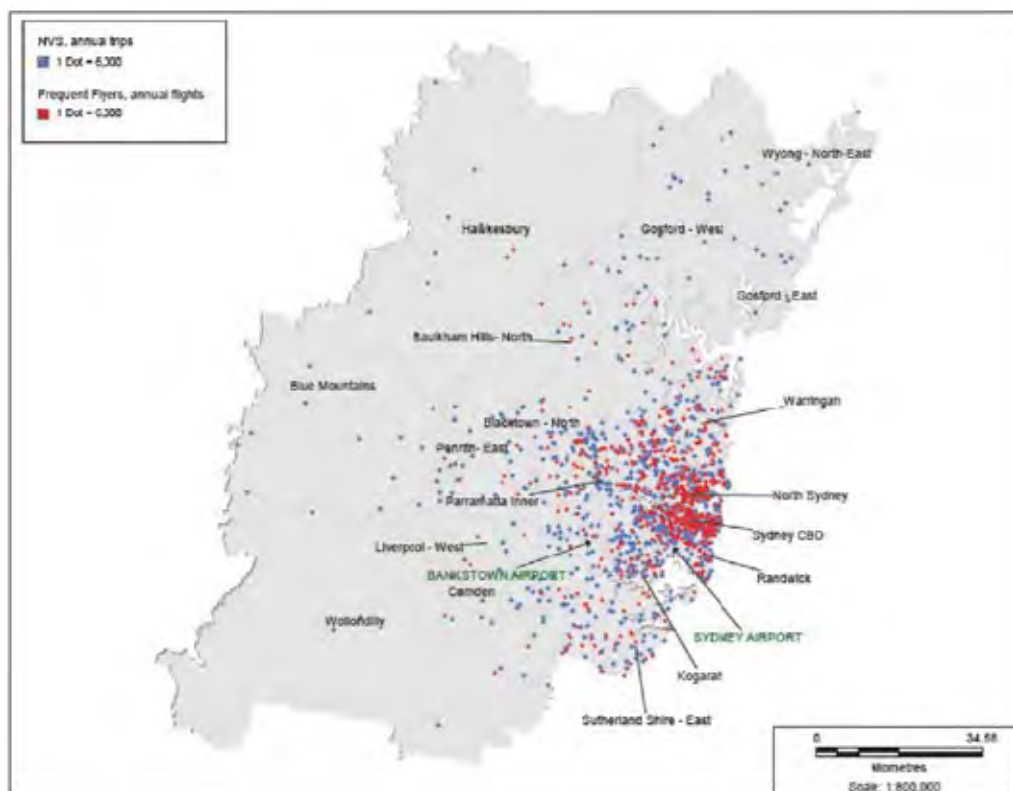 NVS, annual trips
1 Dot = 6,000
Frequent Flyers, annual flights
1 Dot = 6,000
Wyong - North-East
Hawkesbury
Gosford - West
Gosford - East
Baulkham Hills- North
Blue Mountains
Warringah
Blacktown - North
Penrith- East
Parramatta Inner
North Sydney
Sydney CBD
Liverpool - West
BANKSTOWN AIRPORT
Randwick
Camden
Wollondilly
SYDNEY AIRPORT
Kogarah
Sutherland Shire - East
0 34.56
Kilometres
Scale: 1:800,000